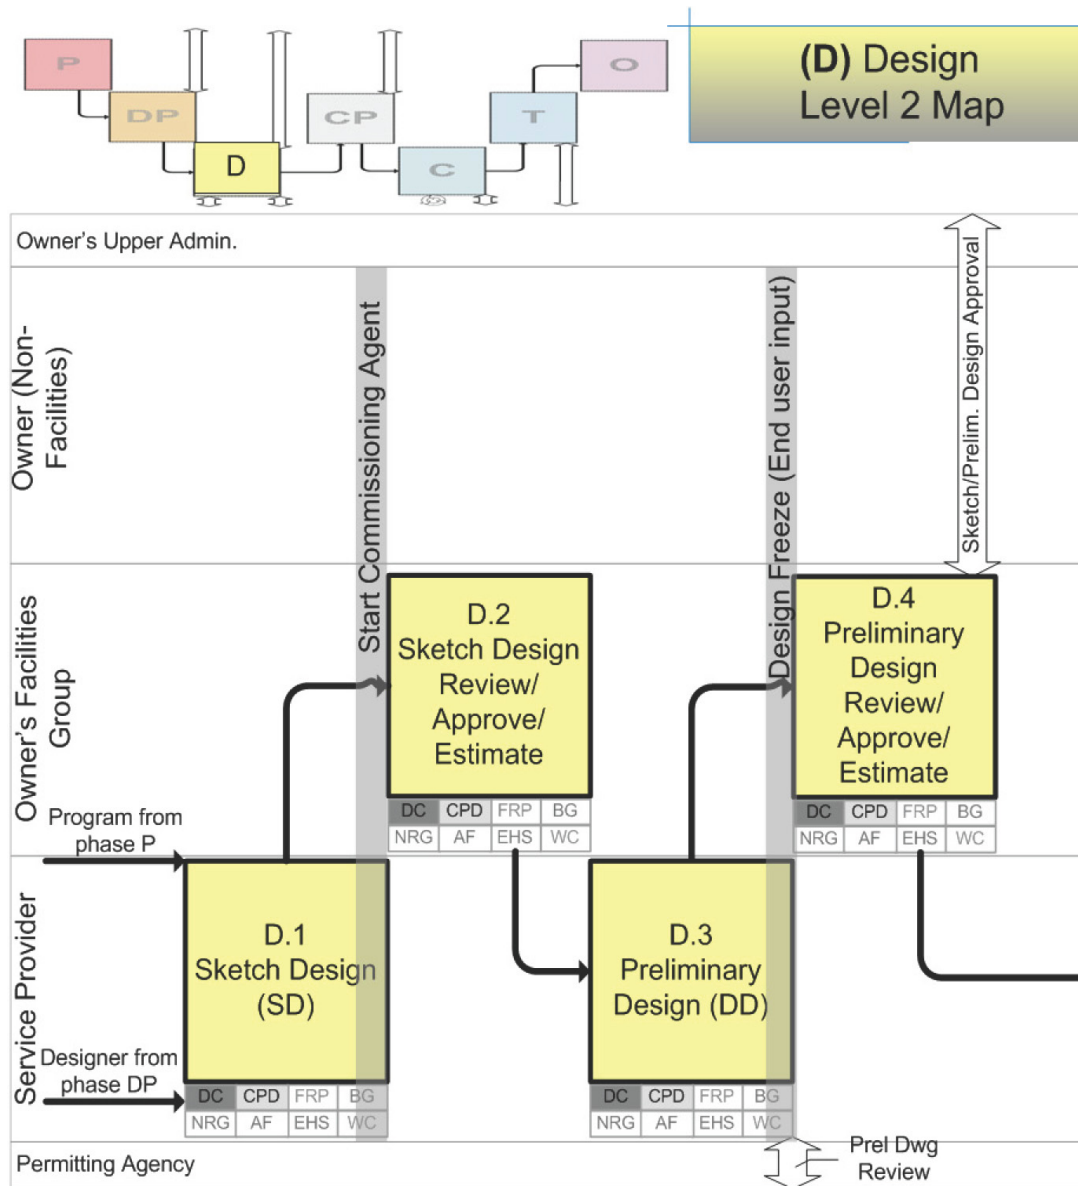 P
DP
D
CP
C
T
O
(D) Design
Level 2 Map
Owner's Upper Admin.
Owner (Non-
Facilities)
Start Commissioning Agent
Design Freeze (End user input)
Sketch/Prelim. Design Approval
Owner's Facilities
Group
D.2
Sketch Design
Review/
Approve/
Estimate
DC CPD FRP BG
NRG AF EHS WC
D.4
Preliminary
Design
Review/
Approve/
Estimate
DC CPD FRP BG
NRG AF EHS WC
Program from
phase P
Service Provider
Designer from
phase DP
D.1
Sketch Design
(SD)
DC CPD FRP BG
NRG AF EHS WC
D.3
Preliminary
Design (DD)
DC CPD FRP BG
NRG AF EHS WC
Permitting Agency
Prel Dwg
Review